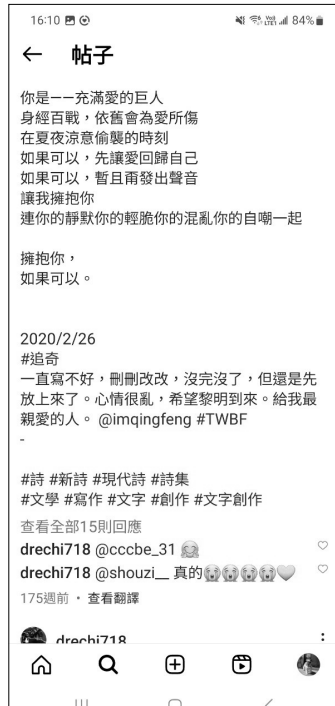 16:10
84%
帖子
你是——充滿愛的巨人
身經百戰，依舊會為愛所傷
在夏夜涼意偷襲的時刻
如果可以，先讓愛回歸自己
如果可以，暫且甭發出聲音
讓我擁抱你
連你的靜默你的輕脆你的混亂你的自嘲一起
擁抱你，
如果可以。
2020/2/26
#追奇
一直寫不好，刪刪改改，沒完沒了，但還是先
放上來了。心情很亂，希望黎明到來。給我最
親愛的人。 @imqingfeng #TWBF
-
#詩 #新詩 #現代詩 #詩集
#文學 #寫作 #文字 #創作 #文字創作
查看全部15則回應
drechi718 @cccbe_31 🤗
drechi718 @shouzi__ 真的😭😭😭😭🤍
175週前 · 查看翻譯
drechi718